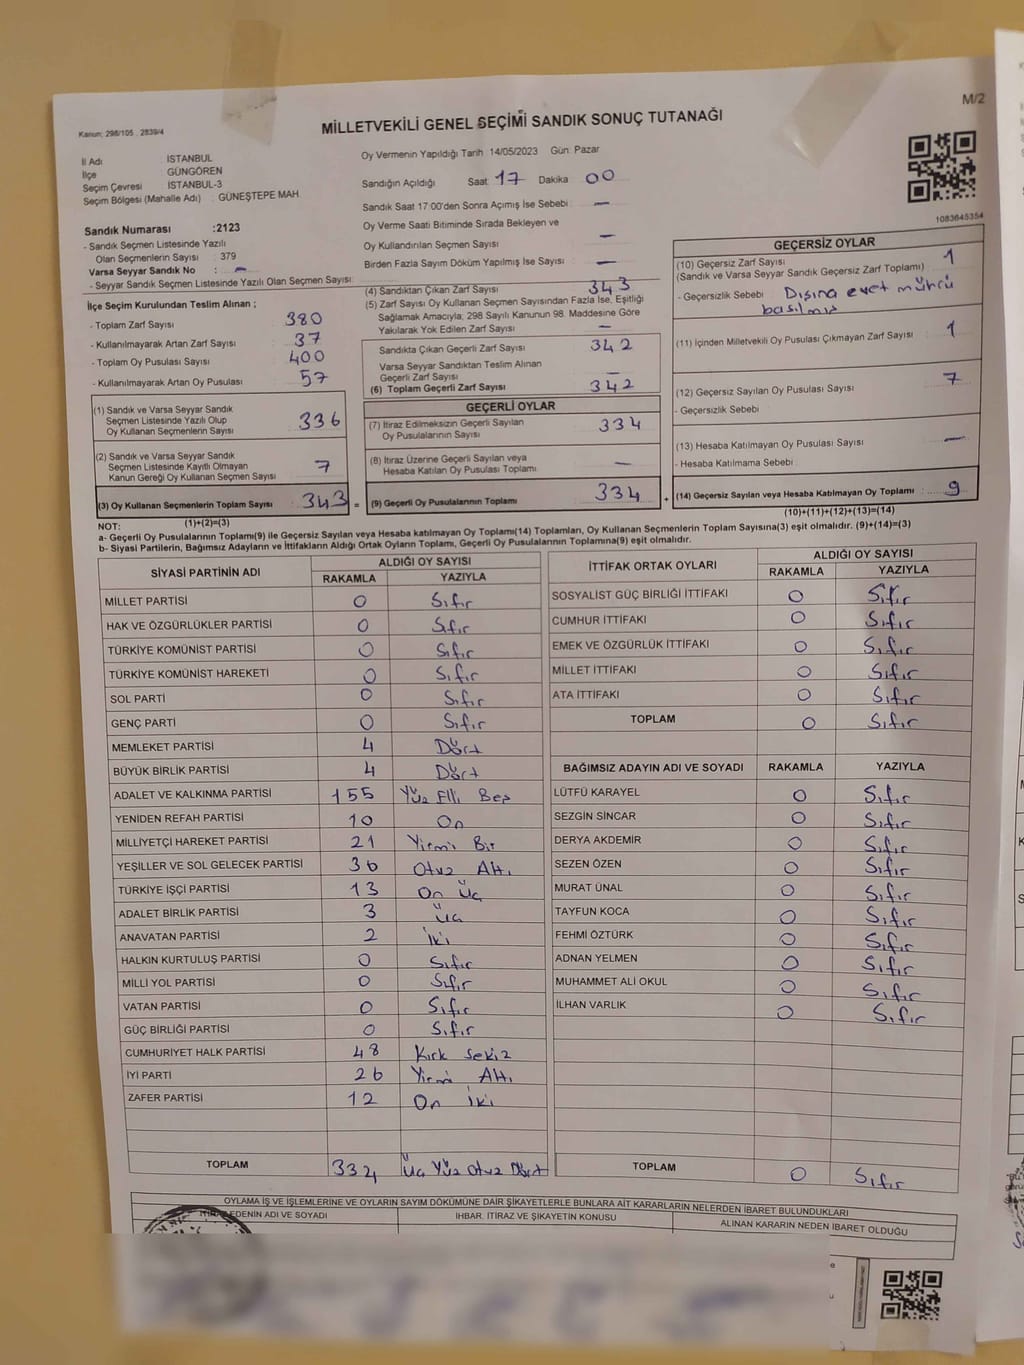 M/2
Kanun: 298/105 , 2839/4
MİLLETVEKİLİ GENEL SEÇİMİ SANDIK SONUÇ TUTANAĞI
İl Adı İSTANBUL
İlçe GÜNGÖREN
Seçim Çevresi İSTANBUL-3
Seçim Bölgesi (Mahalle Adı) : GÜNEŞTEPE MAH.
Sandık Numarası :2123
- Sandık Seçmen Listesinde Yazılı
Olan Seçmenlerin Sayısı : 379
Varsa Seyyar Sandık No : –
- Seyyar Sandık Seçmen Listesinde Yazılı Olan Seçmen Sayısı:
İlçe Seçim Kurulundan Teslim Alınan ;
- Toplam Zarf Sayısı 380
- Kullanılmayarak Artan Zarf Sayısı 37
- Toplam Oy Pusulası Sayısı 400
- Kullanılmayarak Artan Oy Pusulası 57
(1) Sandık ve Varsa Seyyar Sandık
Seçmen Listesinde Yazılı Olup
Oy Kullanan Seçmenlerin Sayısı 336
(2) Sandık ve Varsa Seyyar Sandık
Seçmen Listesinde Kayıtlı Olmayan
Kanun Gereği Oy Kullanan Seçmen Sayısı 7
(3) Oy Kullanan Seçmenlerin Toplam Sayısı 343 =
(1)+(2)=(3)
Oy Vermenin Yapıldığı Tarih 14/05/2023 Gün: Pazar
Sandığın Açıldığı Saat 17 Dakika 00
Sandık Saat 17:00'den Sonra Açımış İse Sebebi –
Oy Verme Saati Bitiminde Sırada Bekleyen ve
Oy Kullandırılan Seçmen Sayısı –
Birden Fazla Sayım Döküm Yapılmış İse Sayısı –
(4) Sandıktan Çıkan Zarf Sayısı 343
(5) Zarf Sayısı Oy Kullanan Seçmen Sayısından Fazla İse, Eşitliği
Sağlamak Amacıyla; 298 Sayılı Kanunun 98. Maddesine Göre
Yakılarak Yok Edilen Zarf Sayısı –
Sandıkta Çıkan Geçerli Zarf Sayısı 342
Varsa Seyyar Sandıktan Teslim Alınan
Geçerli Zarf Sayısı –
(6) Toplam Geçerli Zarf Sayısı 342
GEÇERLİ OYLAR
(7) İtiraz Edilmeksizin Geçerli Sayılan
Oy Pusulalarının Sayısı 334
(8) İtiraz Üzerine Geçerli Sayılan veya
Hesaba Katılan Oy Pusulası Toplamı –
(9) Geçerli Oy Pusulalarının Toplamı 334 +
1083645354
GEÇERSİZ OYLAR
(10) Geçersiz Zarf Sayısı 1
(Sandık ve Varsa Seyyar Sandık Geçersiz Zarf Toplamı)
- Geçersizlik Sebebi : Dışına evet mührü
basılmış
(11) İçinden Milletvekili Oy Pusulası Çıkmayan Zarf Sayısı 1
(12) Geçersiz Sayılan Oy Pusulası Sayısı 7
- Geçersizlik Sebebi
(13) Hesaba Katılmayan Oy Pusulası Sayısı –
- Hesaba Katılmama Sebebi
(14) Geçersiz Sayılan veya Hesaba Katılmayan Oy Toplamı 9
(10)+(11)+(12)+(13)=(14)
NOT:
a- Geçerli Oy Pusulalarının Toplamı(9) ile Geçersiz Sayılan veya Hesaba katılmayan Oy Toplamı(14) Toplamları, Oy Kullanan Seçmenlerin Toplam Sayısına(3) eşit olmalıdır. (9)+(14)=(3)
b- Siyasi Partilerin, Bağımsız Adayların ve İttifakların Aldığı Ortak Oyların Toplamı, Geçerli Oy Pusulalarının Toplamına(9) eşit olmalıdır.
SİYASİ PARTİNİN ADI ALDIĞI OY SAYISI
RAKAMLA YAZIYLA
MİLLET PARTİSİ 0 Sıfır
HAK VE ÖZGÜRLÜKLER PARTİSİ 0 Sıfır
TÜRKİYE KOMÜNİST PARTİSİ 0 Sıfır
TÜRKİYE KOMÜNİST HAREKETİ 0 Sıfır
SOL PARTİ 0 Sıfır
GENÇ PARTİ 0 Sıfır
MEMLEKET PARTİSİ 4 Dört
BÜYÜK BİRLİK PARTİSİ 4 Dört
ADALET VE KALKINMA PARTİSİ 155 Yüz Elli Beş
YENİDEN REFAH PARTİSİ 10 On
MİLLİYETÇİ HAREKET PARTİSİ 21 Yirmi Bir
YEŞİLLER VE SOL GELECEK PARTİSİ 36 Otuz Altı
TÜRKİYE İŞÇİ PARTİSİ 13 On Üç
ADALET BİRLİK PARTİSİ 3 Üç
ANAVATAN PARTİSİ 2 İki
HALKIN KURTULUŞ PARTİSİ 0 Sıfır
MİLLİ YOL PARTİSİ 0 Sıfır
VATAN PARTİSİ 0 Sıfır
GÜÇ BİRLİĞİ PARTİSİ 0 Sıfır
CUMHURİYET HALK PARTİSİ 48 Kırk Sekiz
İYİ PARTİ 26 Yirmi Altı
ZAFER PARTİSİ 12 On İki
TOPLAM 334 Üç Yüz Otuz Dört
İTTİFAK ORTAK OYLARI ALDIĞI OY SAYISI
RAKAMLA YAZIYLA
SOSYALİST GÜÇ BİRLİĞİ İTTİFAKI 0 Sıfır
CUMHUR İTTİFAKI 0 Sıfır
EMEK VE ÖZGÜRLÜK İTTİFAKI 0 Sıfır
MİLLET İTTİFAKI 0 Sıfır
ATA İTTİFAKI 0 Sıfır
TOPLAM 0 Sıfır
BAĞIMSIZ ADAYIN ADI VE SOYADI RAKAMLA YAZIYLA
LÜTFÜ KARAYEL 0 Sıfır
SEZGİN SİNCAR 0 Sıfır
DERYA AKDEMİR 0 Sıfır
SEZEN ÖZEN 0 Sıfır
MURAT ÜNAL 0 Sıfır
TAYFUN KOCA 0 Sıfır
FEHMİ ÖZTÜRK 0 Sıfır
ADNAN YELMEN 0 Sıfır
MUHAMMET ALİ OKUL 0 Sıfır
İLHAN VARLIK 0 Sıfır
TOPLAM 0 Sıfır
OYLAMA İŞ VE İŞLEMLERİNE VE OYLARIN SAYIM DÖKÜMÜNE DAİR ŞİKAYETLERLE BUNLARA AİT KARARLARIN NELERDEN İBARET BULUNDUKLARI
İTİRAZ EDENİN ADI VE SOYADI İHBAR, İTİRAZ VE ŞİKAYETİN KONUSU ALINAN KARARIN NEDEN İBARET OLDUĞU